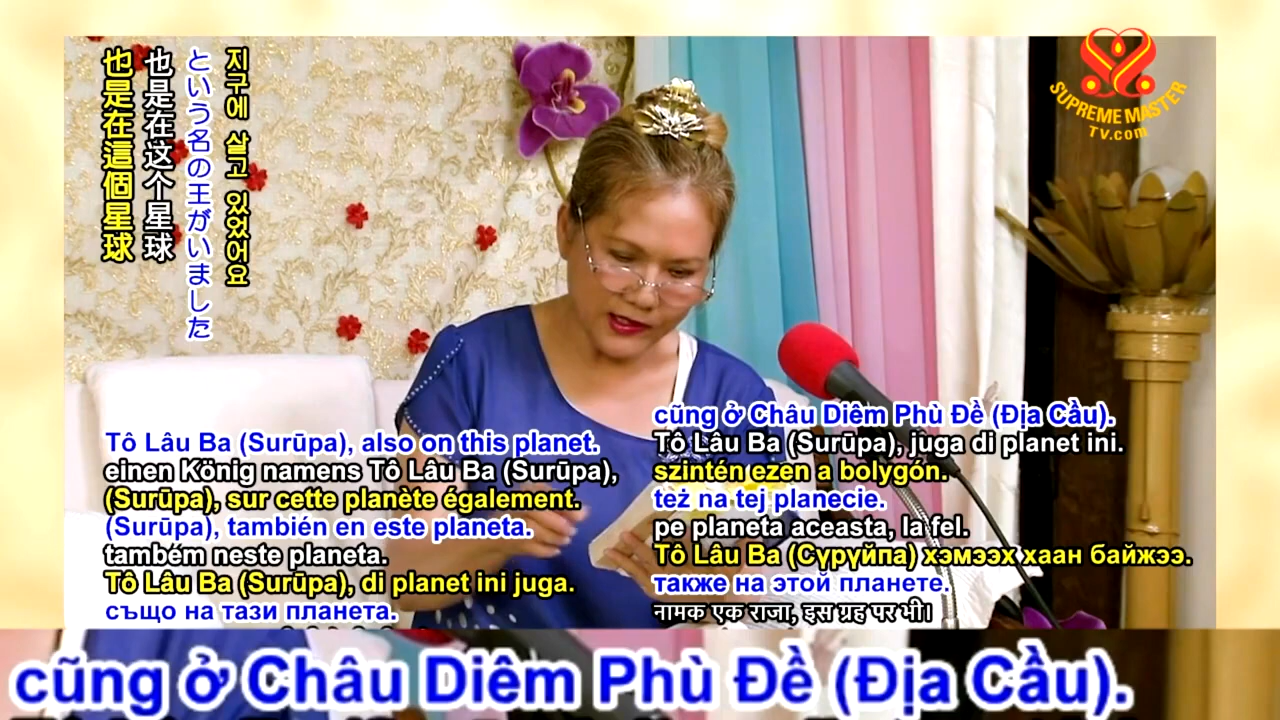 也是在這個星球
也是在这个星球
という名の王がいました
지구에 살고 있었어요
SUPREME MASTER
TV.com
Tô Lâu Ba (Surūpa), also on this planet.
einen König namens Tô Lâu Ba (Surūpa),
(Surūpa), sur cette planète également.
(Surūpa), también en este planeta.
também neste planeta.
Tô Lâu Ba (Surūpa), di planet ini juga.
също на тази планета.
cũng ở Châu Diêm Phù Đề (Địa Cầu).
Tô Lâu Ba (Surūpa), juga di planet ini.
szintén ezen a bolygón.
też na tej planecie.
pe planeta aceasta, la fel.
Tô Lâu Ba (Сүрүйпа) хэмээх хаан байжээ.
также на этой планете.
नामक एक राजा, इस ग्रह पर भी।
cũng ở Châu Diêm Phù Đề (Địa Cầu).